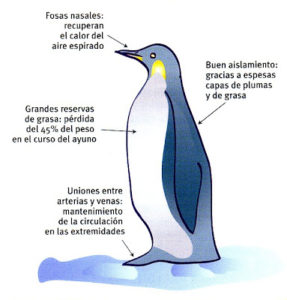 Fosas nasales:
recuperan
el calor del
aire espirado
Buen aislamiento:
gracias a espesas
capas de plumas
y de grasa
Grandes reservas
de grasa: pérdida
del 45% del peso
en el curso del ayuno
Uniones entre
arterias y venas:
mantenimiento
de la circulación
en las extremidades